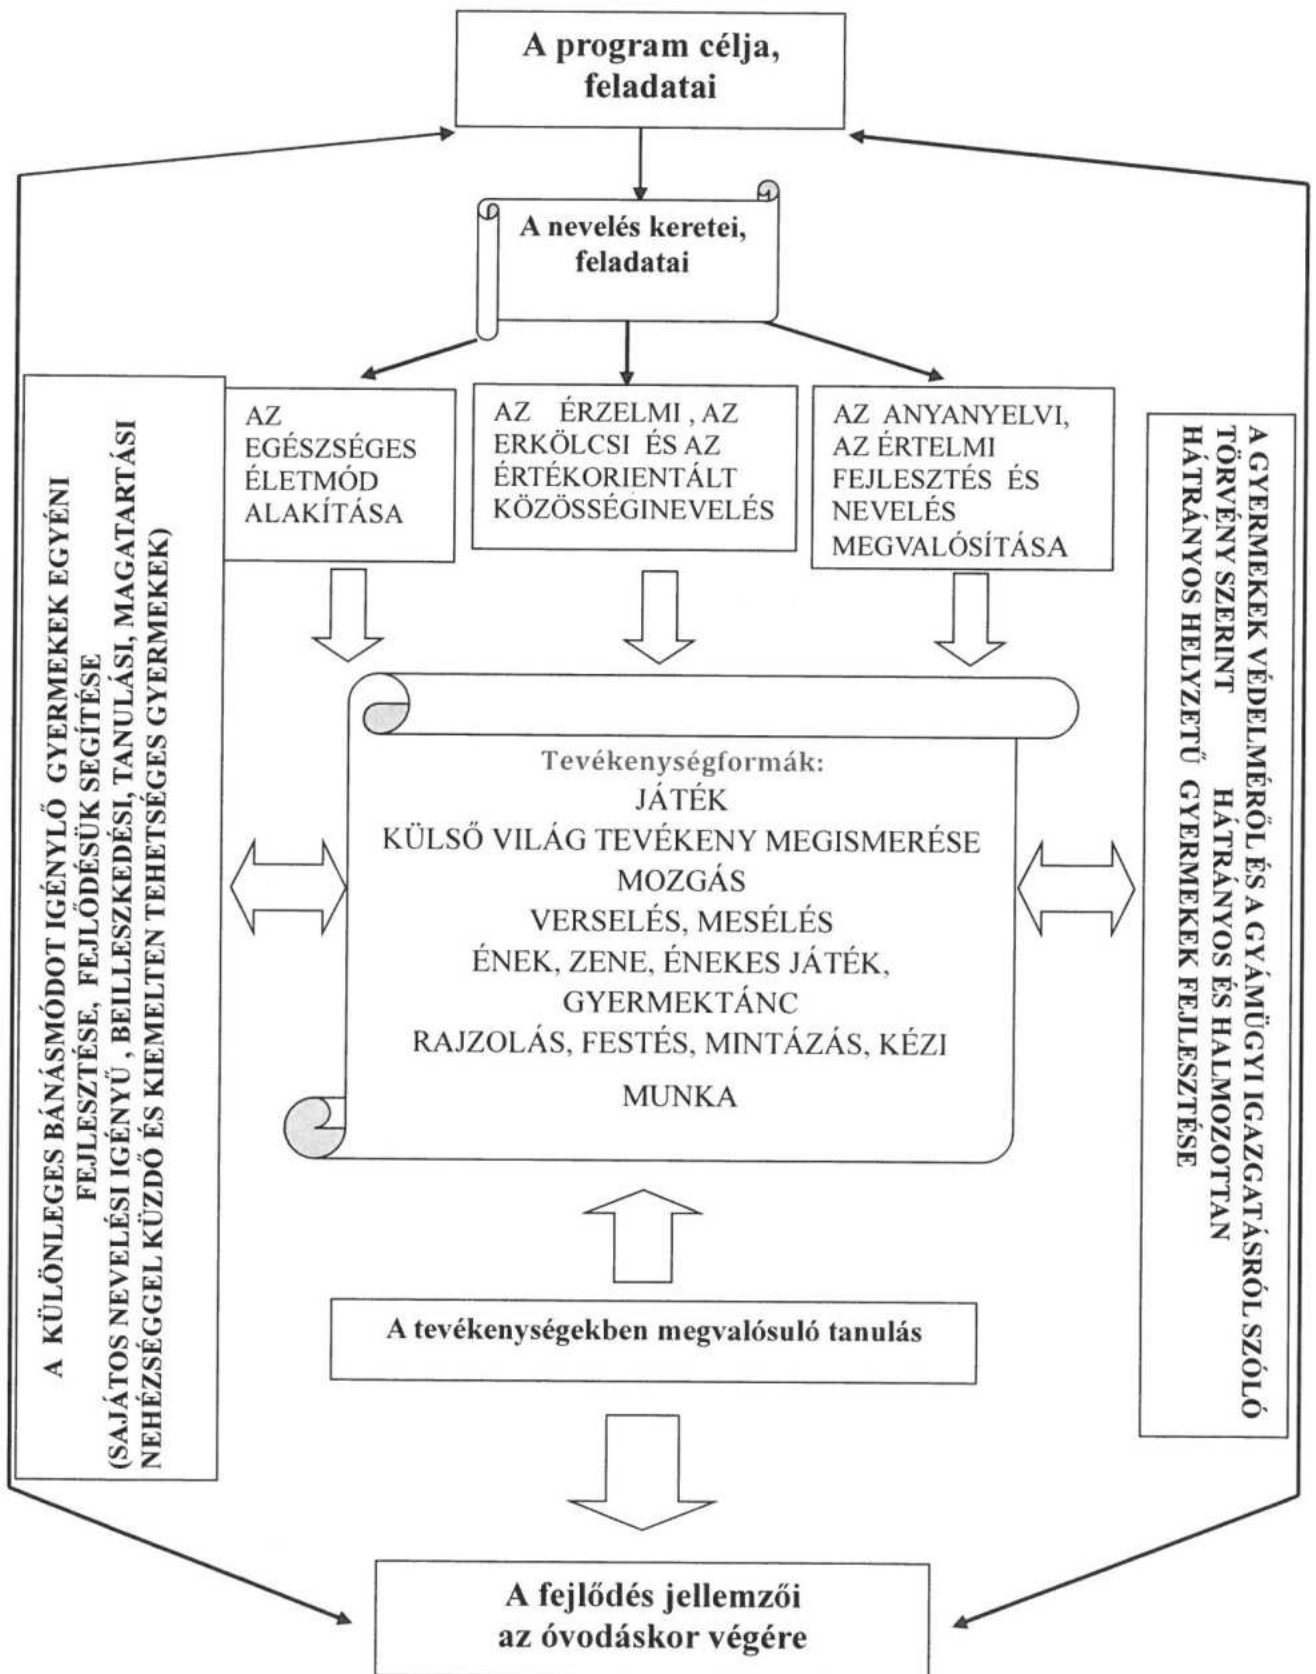 A program célja,
feladatai
A nevelés keretei,
feladatai
AZ
EGÉSZSÉGES
ÉLETMÓD
ALAKÍTÁSA
AZ ÉRZELMI , AZ
ERKÖLCSI ÉS AZ
ÉRTÉKORIENTÁLT
KÖZÖSSÉGINEVELÉS
AZ ANYANYELVI,
AZ ÉRTELMI
FEJLESZTÉS ÉS
NEVELÉS
MEGVALÓSÍTÁSA
A KÜLÖNLEGES BÁNÁSMÓDOT IGÉNYLŐ GYERMEKEK EGYÉNI
FEJLESZTÉSE, FEJLŐDÉSÜK SEGÍTÉSE
(SAJÁTOS NEVELÉSI IGÉNYŰ , BEILLESZKEDÉSI, TANULÁSI, MAGATARTÁSI
NEHÉZSÉGGEL KÜZDŐ ÉS KIEMELTEN TEHETSÉGES GYERMEKEK)
Tevékenységformák:
JÁTÉK
KÜLSŐ VILÁG TEVÉKENY MEGISMERÉSE
MOZGÁS
VERSELÉS, MESÉLÉS
ÉNEK, ZENE, ÉNEKES JÁTÉK,
GYERMEKTÁNC
RAJZOLÁS, FESTÉS, MINTÁZÁS, KÉZI
MUNKA
A GYERMEKEK VÉDELMÉRŐL ÉS A GYÁMÜGYI IGAZGATÁSRÓL SZÓLÓ
TÖRVÉNY SZERINT HÁTRÁNYOS ÉS HALMOZOTTAN
HÁTRÁNYOS HELYZETŰ GYERMEKEK FEJLESZTÉSE
A tevékenységekben megvalósuló tanulás
A fejlődés jellemzői
az óvodáskor végére